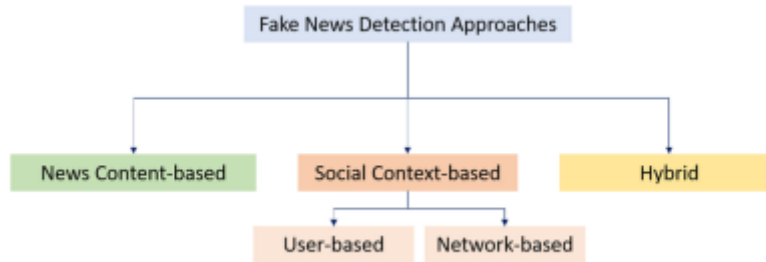 Fake News Detection Approaches
News Content-based
Social Context-based
Hybrid
User-based
Network-based